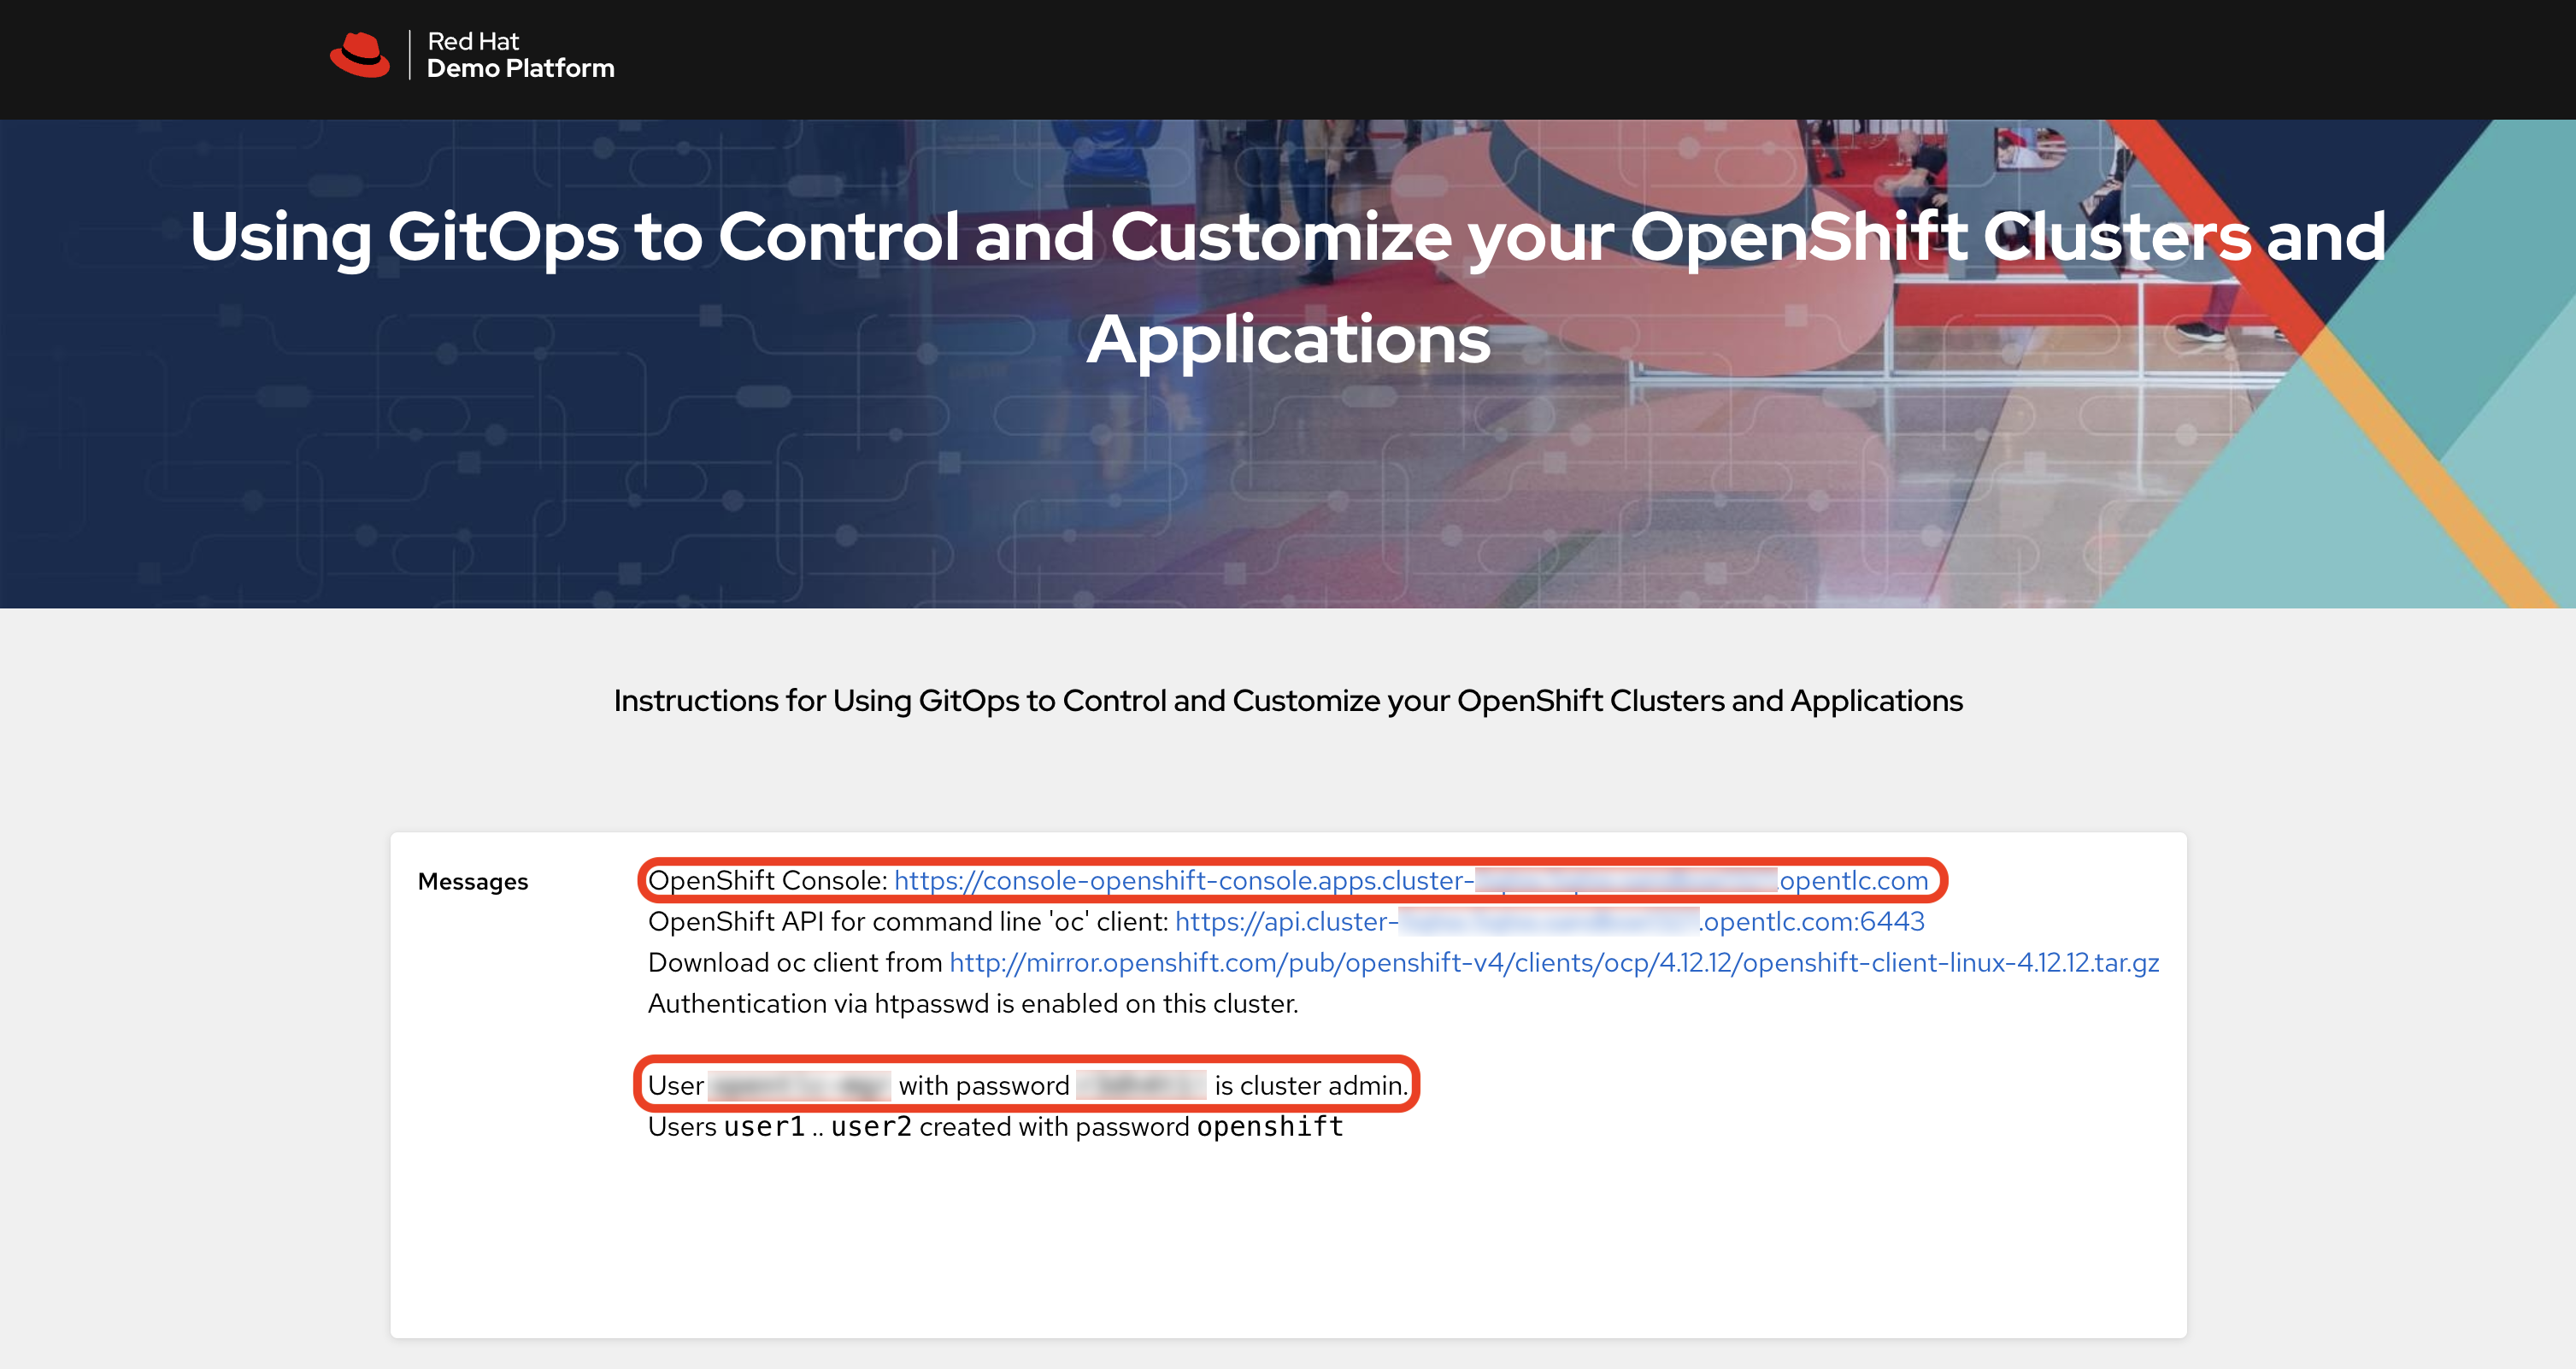 Red Hat
Demo Platform
Using GitOps to Control and Customize your OpenShift Clusters and
Applications
Instructions for Using GitOps to Control and Customize your OpenShift Clusters and Applications
Messages
OpenShift Console: https://console-openshift-console.apps.cluster- .opentlc.com
OpenShift API for command line 'oc' client: https://api.cluster- .opentlc.com:6443
Download oc client from http://mirror.openshift.com/pub/openshift-v4/clients/ocp/4.12.12/openshift-client-linux-4.12.12.tar.gz
Authentication via htpasswd is enabled on this cluster.
User with password is cluster admin.
Users user1 .. user2 created with password openshift